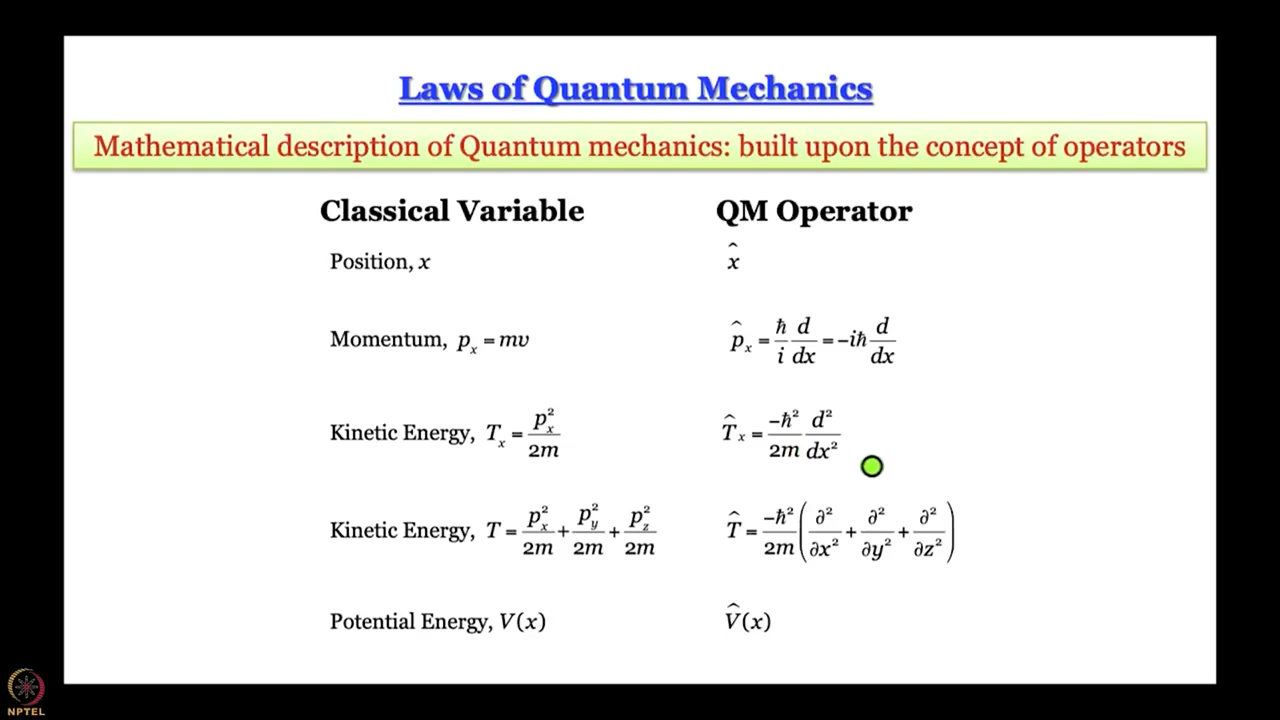 Laws of Quantum Mechanics
Mathematical description of Quantum mechanics: built upon the concept of operators
Classical Variable QM Operator
Position, x x̂
Momentum, pₓ = mv p̂ₓ = ℏ/i d/dx = −iℏ d/dx
Kinetic Energy, Tₓ = pₓ²/2m T̂ₓ = −ℏ²/2m d²/dx²
Kinetic Energy, T = pₓ²/2m + p_y²/2m + p_z²/2m T̂ = −ℏ²/2m (∂²/∂x² + ∂²/∂y² + ∂²/∂z²)
Potential Energy, V(x) V̂(x)
NPTEL